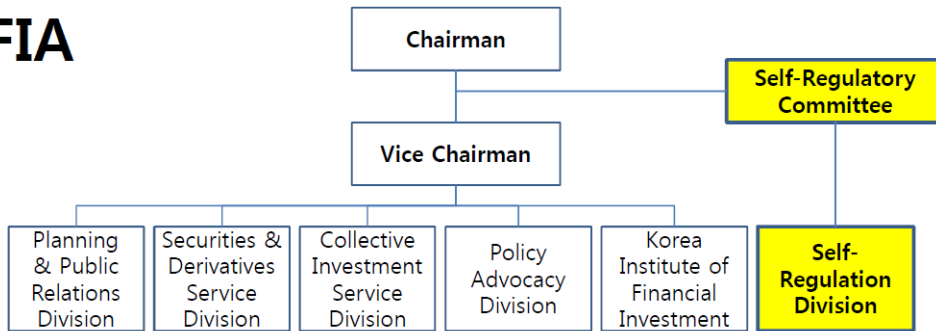 FIA
Chairman
Self-Regulatory
Committee
Vice Chairman
Planning
& Public
Relations
Division
Securities &
Derivatives
Service
Division
Collective
Investment
Service
Division
Policy
Advocacy
Division
Korea
Institute of
Financial
Investment
Self-
Regulation
Division